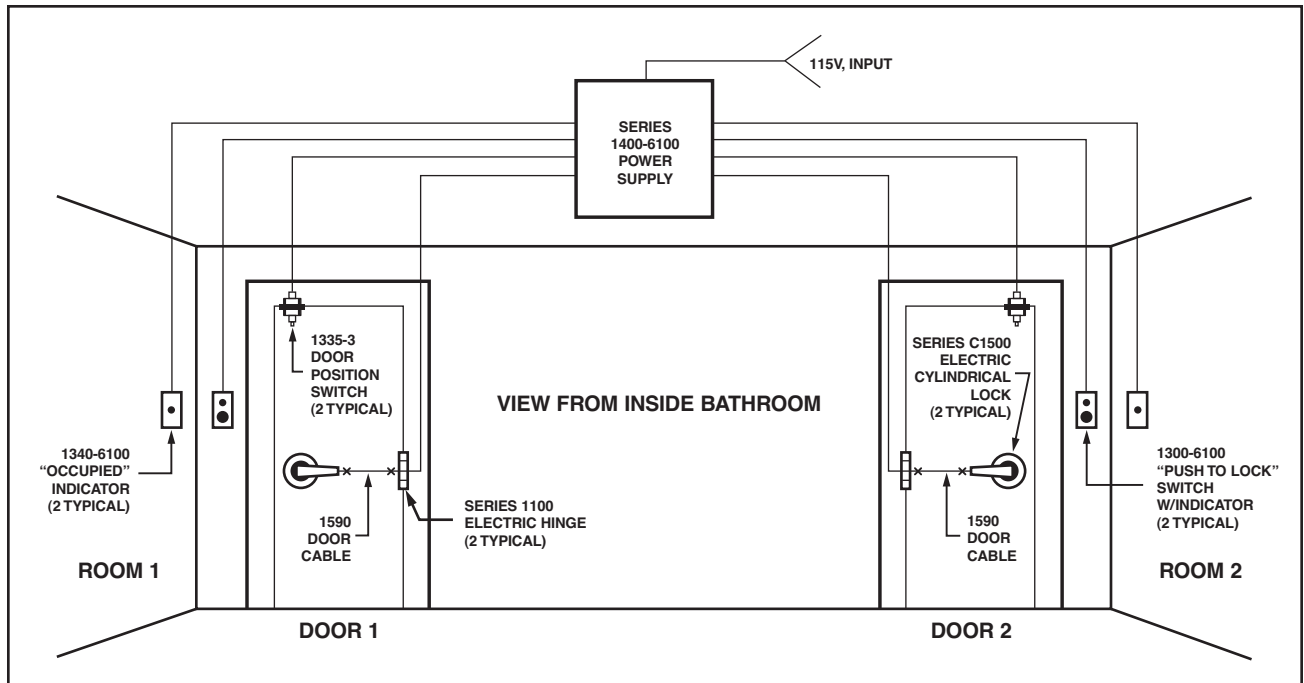 115V, INPUT
SERIES
1400-6100
POWER
SUPPLY
1335-3
DOOR
POSITION
SWITCH
(2 TYPICAL)
VIEW FROM INSIDE BATHROOM
SERIES C1500
ELECTRIC
CYLINDRICAL
LOCK
(2 TYPICAL)
1340-6100
“OCCUPIED”
INDICATOR
(2 TYPICAL)
1590
DOOR
CABLE
SERIES 1100
ELECTRIC HINGE
(2 TYPICAL)
1590
DOOR
CABLE
1300-6100
“PUSH TO LOCK”
SWITCH
W/INDICATOR
(2 TYPICAL)
ROOM 1
ROOM 2
DOOR 1
DOOR 2